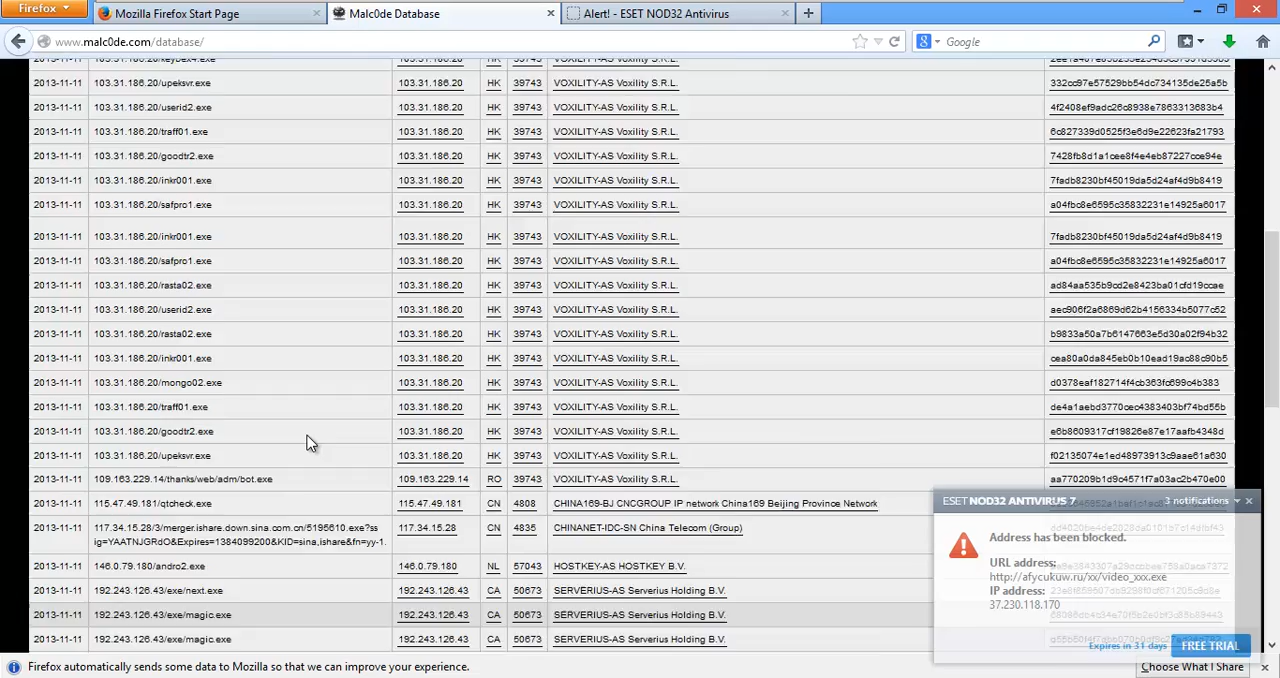 Firefox
Mozilla Firefox Start Page
Malc0de Database
Alert! - ESET NOD32 Antivirus
www.malc0de.com/database/
Google
2013-11-11 103.31.186.20/upeksvr.exe 103.31.186.20 HK 39743 VOXILITY-AS Voxility S.R.L. 332cc97e57529bb54dc734135de25a5b
2013-11-11 103.31.186.20/userid2.exe 103.31.186.20 HK 39743 VOXILITY-AS Voxility S.R.L. 4f2408ef9adc26c8938e7863313683b4
2013-11-11 103.31.186.20/traff01.exe 103.31.186.20 HK 39743 VOXILITY-AS Voxility S.R.L. 6c827339d0525f3e6d9e22623fa21793
2013-11-11 103.31.186.20/goodtr2.exe 103.31.186.20 HK 39743 VOXILITY-AS Voxility S.R.L. 7428fb8d1a1cee8f4e4eb87227cce94e
2013-11-11 103.31.186.20/inkr001.exe 103.31.186.20 HK 39743 VOXILITY-AS Voxility S.R.L. 7fadb8230bf45019da5d24af4d9b8419
2013-11-11 103.31.186.20/safpro1.exe 103.31.186.20 HK 39743 VOXILITY-AS Voxility S.R.L. a04fbc8e6595c35832231e14925a6017
2013-11-11 103.31.186.20/inkr001.exe 103.31.186.20 HK 39743 VOXILITY-AS Voxility S.R.L. 7fadb8230bf45019da5d24af4d9b8419
2013-11-11 103.31.186.20/safpro1.exe 103.31.186.20 HK 39743 VOXILITY-AS Voxility S.R.L. a04fbc8e6595c35832231e14925a6017
2013-11-11 103.31.186.20/rasta02.exe 103.31.186.20 HK 39743 VOXILITY-AS Voxility S.R.L. ad84aa535b9cd2e8423ba01cfd19ccae
2013-11-11 103.31.186.20/userid2.exe 103.31.186.20 HK 39743 VOXILITY-AS Voxility S.R.L. aec906f2a6869d62b4156334b5077c52
2013-11-11 103.31.186.20/rasta02.exe 103.31.186.20 HK 39743 VOXILITY-AS Voxility S.R.L. b9833a50a7b6147663e5d30a02f94b32
2013-11-11 103.31.186.20/inkr001.exe 103.31.186.20 HK 39743 VOXILITY-AS Voxility S.R.L. cea80a0da845eb0b10ead19ac88c90b5
2013-11-11 103.31.186.20/mongo02.exe 103.31.186.20 HK 39743 VOXILITY-AS Voxility S.R.L. d0378eaf182714f4cb363fc699c4b383
2013-11-11 103.31.186.20/traff01.exe 103.31.186.20 HK 39743 VOXILITY-AS Voxility S.R.L. de4a1aebd3770cec4383403bf74bd55b
2013-11-11 103.31.186.20/goodtr2.exe 103.31.186.20 HK 39743 VOXILITY-AS Voxility S.R.L. e6b8609317cf19826e87e17aafb4348d
2013-11-11 103.31.186.20/upeksvr.exe 103.31.186.20 HK 39743 VOXILITY-AS Voxility S.R.L. f02135074e1ed48973913c9aae61a630
2013-11-11 109.163.229.14/thanks/web/adm/bot.exe 109.163.229.14 RO 39743 VOXILITY-AS Voxility S.R.L. aa770209b1d9c4571f7a03ac2b470e00
2013-11-11 115.47.49.181/qtcheck.exe 115.47.49.181 CN 4808 CHINA169-BJ CNCGROUP IP network China169 Beijing Province Network
2013-11-11 117.34.15.28/3/merger.ishare.down.sina.com.cn/5195610.exe?ss 117.34.15.28 CN 4835 CHINANET-IDC-SN China Telecom (Group)
ig=YAATNJGRdO&Expires=1384099200&KID=sina,ishare&fn=yy-1.
2013-11-11 146.0.79.180/andro2.exe 146.0.79.180 NL 57043 HOSTKEY-AS HOSTKEY B.V.
2013-11-11 192.243.126.43/exe/next.exe 192.243.126.43 CA 50673 SERVERIUS-AS Serverius Holding B.V.
2013-11-11 192.243.126.43/exe/magic.exe 192.243.126.43 CA 50673 SERVERIUS-AS Serverius Holding B.V.
2013-11-11 192.243.126.43/exe/magic.exe 192.243.126.43 CA 50673 SERVERIUS-AS Serverius Holding B.V.
ESET NOD32 ANTIVIRUS 7 3 notifications
Address has been blocked.
URL address:
http://afycukuw.ru/xx/video_xxx.exe
IP address:
37.230.118.170
Expires in 31 days FREE TRIAL
Firefox automatically sends some data to Mozilla so that we can improve your experience.
Choose What I Share